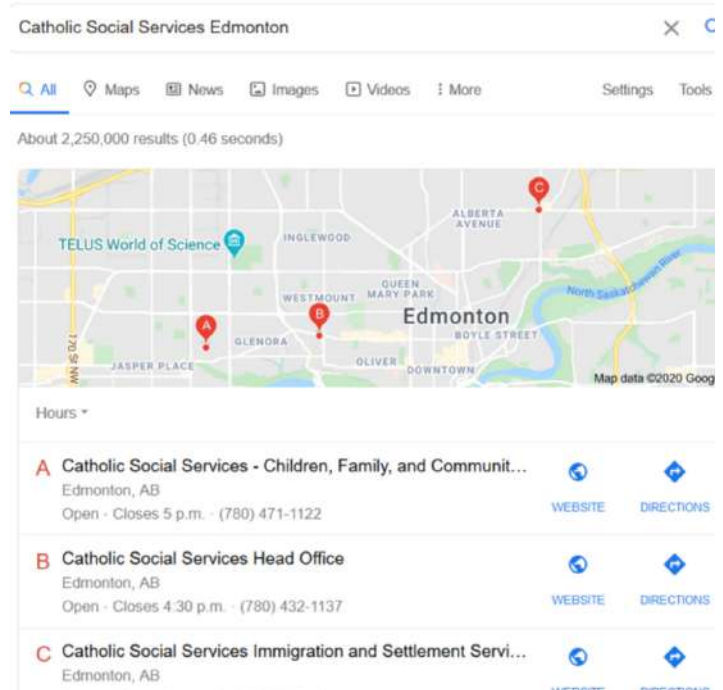 Catholic Social Services Edmonton
All Maps News Images Videos More Settings Tools
About 2,250,000 results (0.46 seconds)
C
ALBERTA
AVENUE
TELUS World of Science
INGLEWOOD
QUEEN
MARY PARK
WESTMOUNT
North Saskatchewan River
A
B
Edmonton
BOYLE STREET
170 St NW
GLENORA
JASPER PLACE
OLIVER
DOWNTOWN
Map data ©2020 Goog
Hours
A Catholic Social Services - Children, Family, and Communit...
Edmonton, AB
Open · Closes 5 p.m. · (780) 471-1122
WEBSITE DIRECTIONS
B Catholic Social Services Head Office
Edmonton, AB
Open · Closes 4:30 p.m. · (780) 432-1137
WEBSITE DIRECTIONS
C Catholic Social Services Immigration and Settlement Servi...
Edmonton, AB